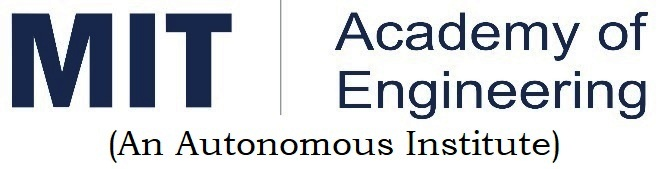 MIT
Academy of
Engineering
(An Autonomous Institute)